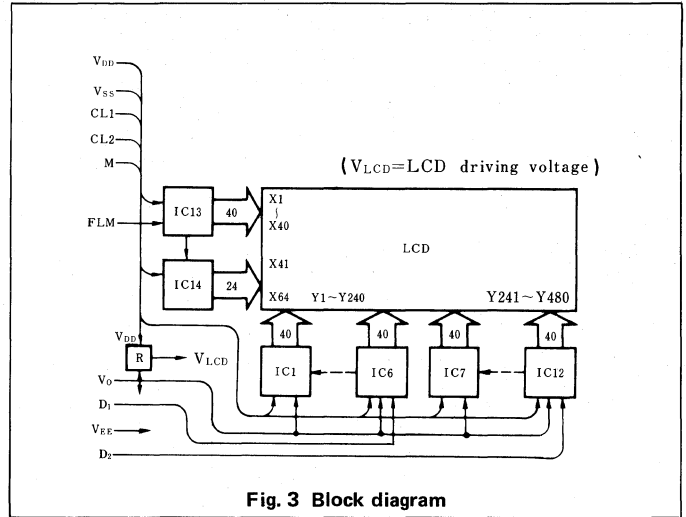 VDD
VSS
CL1
CL2
M
(VLCD=LCD driving voltage)
FLM
IC13
40
X1
~
X40
LCD
IC14
24
X41
X64
Y1~Y240
Y241~Y480
40
40
40
40
VDD
R
VLCD
IC1
IC6
IC7
IC12
V0
D1
VEE
D2
Fig. 3 Block diagram